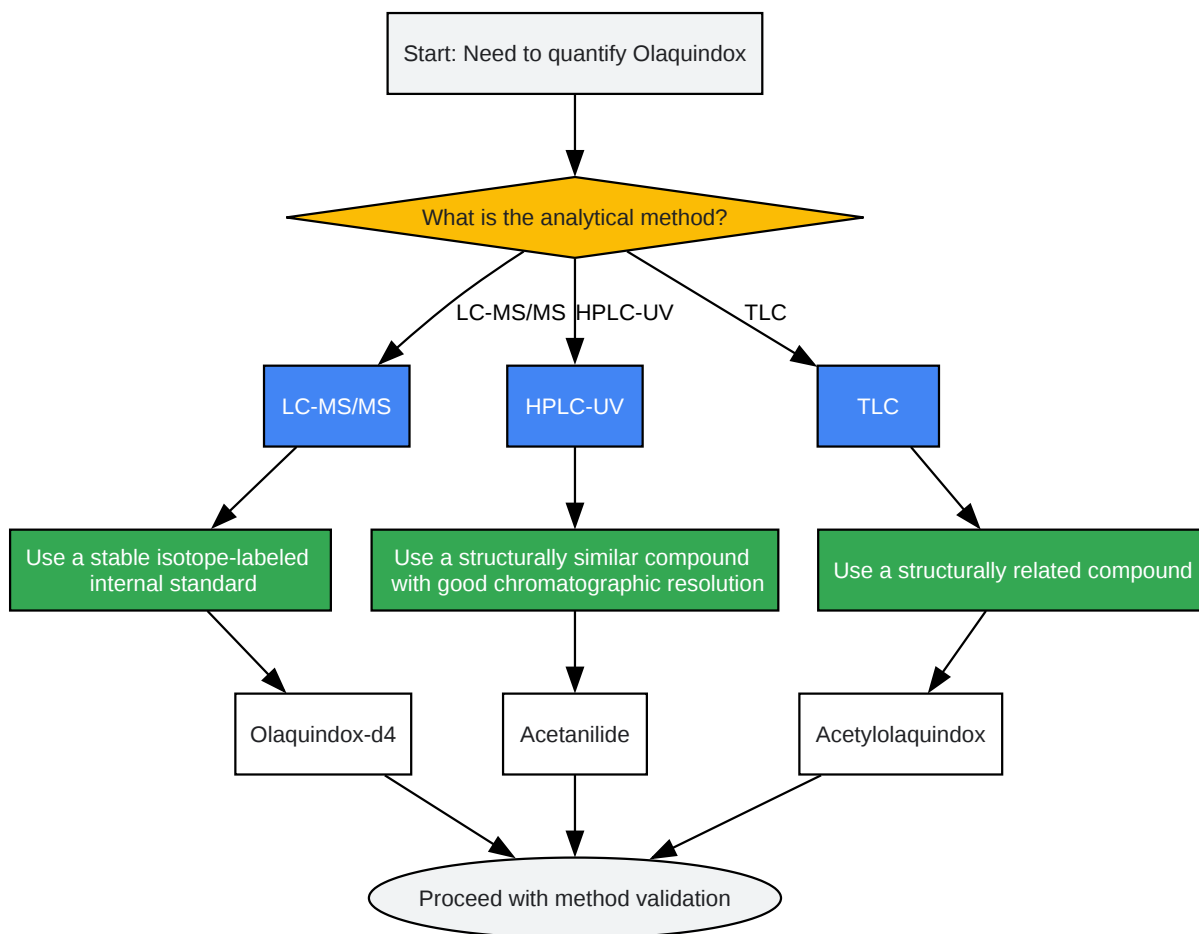 Start: Need to quantify Olaquindox
What is the analytical method?
LC-MS/MS
HPLC-UV
TLC
LC-MS/MS
HPLC-UV
TLC
Use a stable isotope-labeled
internal standard
Use a structurally similar compound
with good chromatographic resolution
Use a structurally related compound
Olaquindox-d4
Acetanilide
Acetylolaquindox
Proceed with method validation